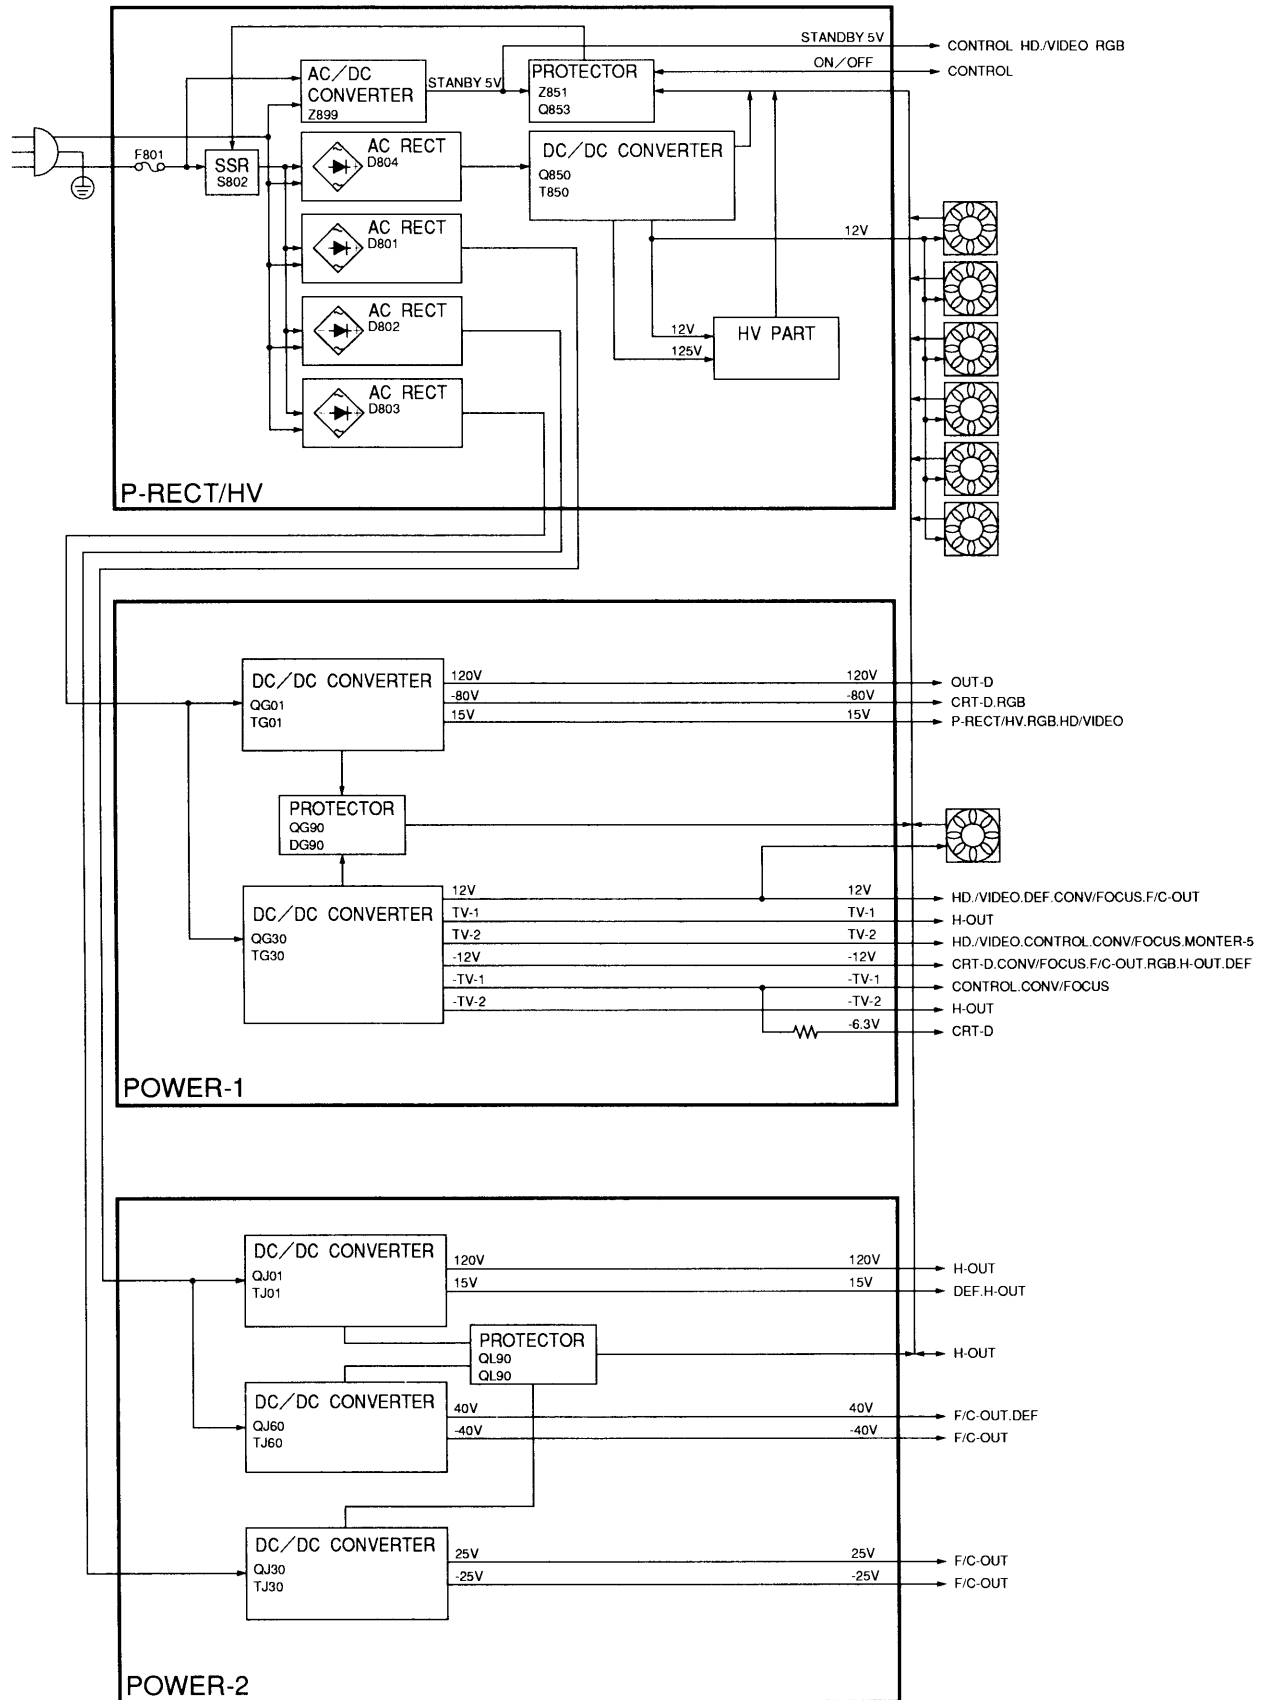 STANDBY 5V
CONTROL HD./VIDEO RGB
ON/OFF
CONTROL
AC/DC
CONVERTER
Z899
STANBY 5V
PROTECTOR
Z851
Q853
F801
SSR
S802
AC RECT
D804
DC/DC CONVERTER
Q850
T850
AC RECT
D801
12V
AC RECT
D802
12V
125V
HV PART
AC RECT
D803
P-RECT/HV
DC/DC CONVERTER
QG01
TG01
120V
120V
OUT-D
-80V
-80V
CRT-D.RGB
15V
15V
P-RECT/HV.RGB.HD/VIDEO
PROTECTOR
QG90
DG90
DC/DC CONVERTER
QG30
TG30
12V
12V
HD./VIDEO.DEF.CONV/FOCUS.F/C-OUT
TV-1
TV-1
H-OUT
TV-2
TV-2
HD./VIDEO.CONTROL.CONV/FOCUS.MONTER-5
-12V
-12V
CRT-D.CONV/FOCUS.F/C-OUT.RGB.H-OUT.DEF
-TV-1
-TV-1
CONTROL.CONV/FOCUS
-TV-2
-TV-2
H-OUT
-6.3V
CRT-D
POWER-1
DC/DC CONVERTER
QJ01
TJ01
120V
120V
H-OUT
15V
15V
DEF.H-OUT
PROTECTOR
QL90
QL90
H-OUT
DC/DC CONVERTER
QJ60
TJ60
40V
40V
F/C-OUT.DEF
-40V
-40V
F/C-OUT
DC/DC CONVERTER
QJ30
TJ30
25V
25V
F/C-OUT
-25V
-25V
F/C-OUT
POWER-2